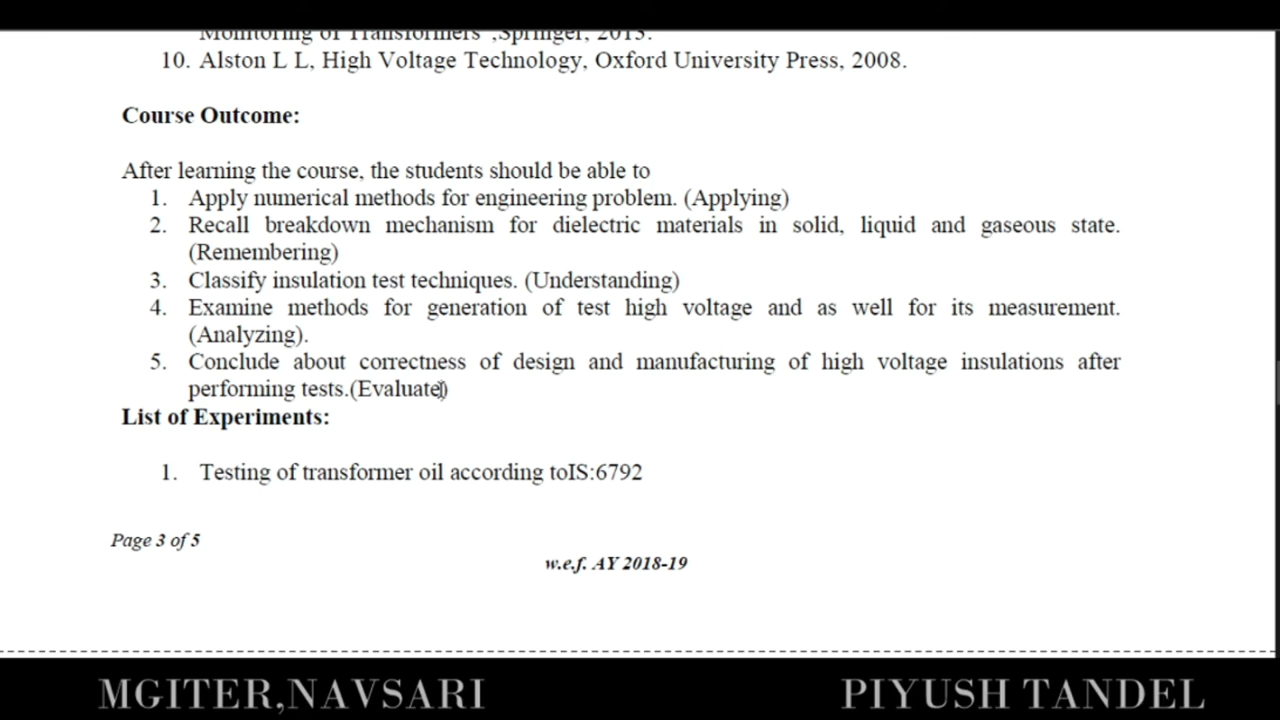 Monitoring of Transformers",Springer, 2013.
10. Alston L L, High Voltage Technology, Oxford University Press, 2008.
Course Outcome:
After learning the course, the students should be able to
1. Apply numerical methods for engineering problem. (Applying)
2. Recall breakdown mechanism for dielectric materials in solid, liquid and gaseous state.
(Remembering)
3. Classify insulation test techniques. (Understanding)
4. Examine methods for generation of test high voltage and as well for its measurement.
(Analyzing).
5. Conclude about correctness of design and manufacturing of high voltage insulations after
performing tests.(Evaluate)
List of Experiments:
1. Testing of transformer oil according toIS:6792
Page 3 of 5
w.e.f. AY 2018-19
MGITER,NAVSARI
PIYUSH TANDEL